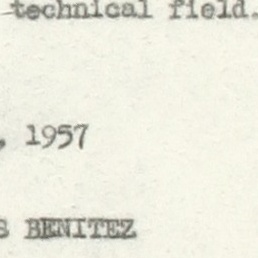 technical field.
, 1957
S BENITEZ